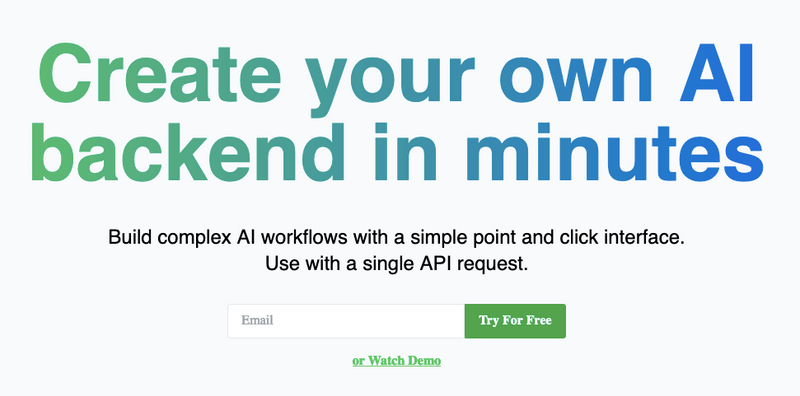 Create your own AI
backend in minutes
Build complex AI workflows with a simple point and click interface.
Use with a single API request.
Email
Try For Free
or Watch Demo